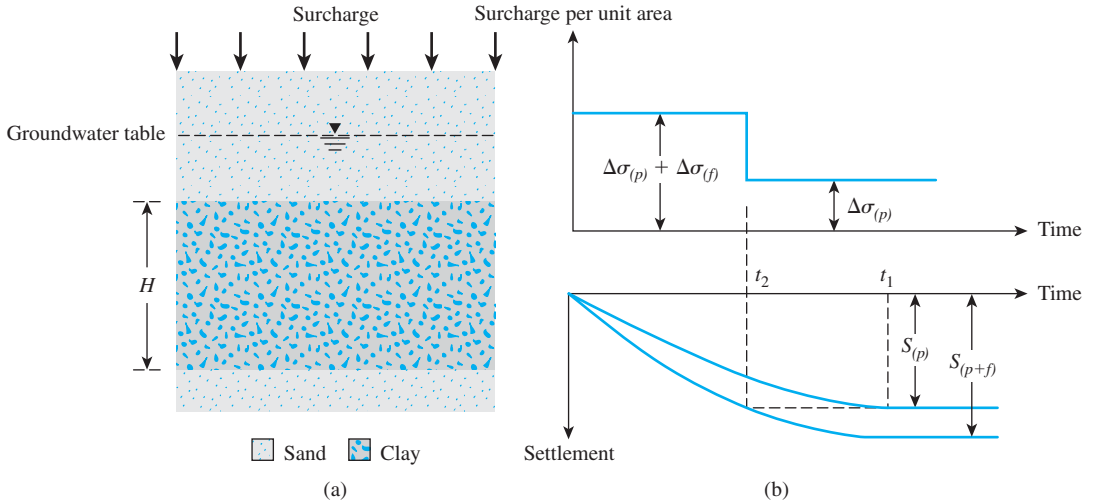 Surcharge
Groundwater table
H
Sand
Clay
(a)
Surcharge per unit area
Δσ(p) + Δσ(f)
Δσ(p)
Time
t2
t1
Time
S(p)
S(p+f)
Settlement
(b)